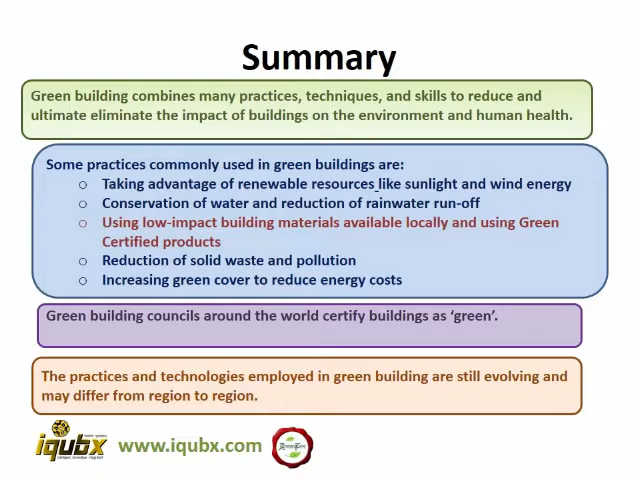 Summary
Green building combines many practices, techniques, and skills to reduce and
ultimate eliminate the impact of buildings on the environment and human health.
Some practices commonly used in green buildings are:
o Taking advantage of renewable resources like sunlight and wind energy
o Conservation of water and reduction of rainwater run-off
o Using low-impact building materials available locally and using Green
Certified products
o Reduction of solid waste and pollution
o Increasing green cover to reduce energy costs
Green building councils around the world certify buildings as ‘green’.
The practices and technologies employed in green building are still evolving and
may differ from region to region.
iqubx www.iqubx.com